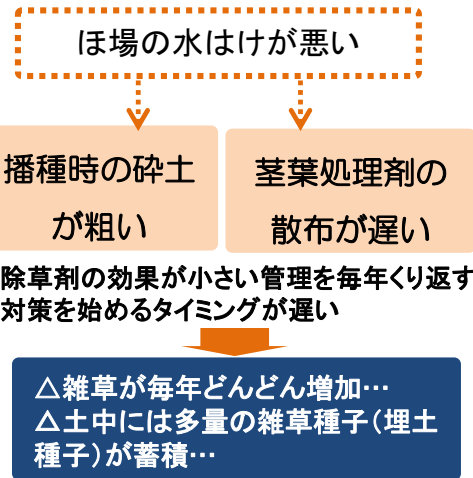 ほ場の水はけが悪い
播種時の砕土
が粗い
茎葉処理剤の
散布が遅い
除草剤の効果が小さい管理を毎年くり返す
対策を始めるタイミングが遅い
△雑草が毎年どんどん増加…
△土中には多量の雑草種子（埋土
種子）が蓄積…